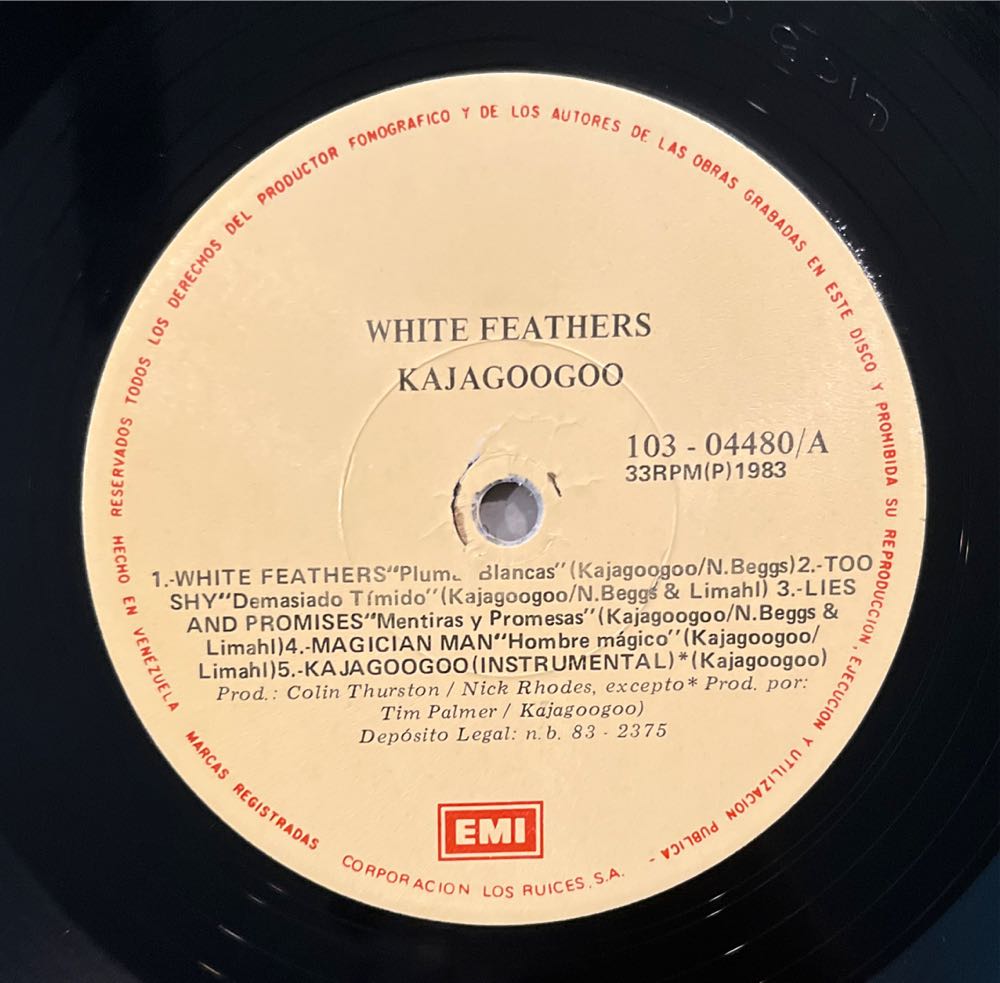 HECHO EN VENEZUELA RESERVADOS TODOS LOS DERECHOS DEL PRODUCTOR FONOGRAFICO Y DE LOS AUTORES DE LAS OBRAS GRABADAS EN ESTE DISCO Y PROHIBIDA SU REPRODUCCION, EJECUCION Y UTILIZACION PUBLICA -
WHITE FEATHERS
KAJAGOOGOO
103 - 04480/A
33RPM(P)1983
1.-WHITE FEATHERS"Blancas"(Kajagoogoo/N.Beggs)2.-TOO
SHY"Demasiado Tímido"(Kajagoogoo/N.Beggs & Limahl) 3.-LIES
AND PROMISES"Mentiras y Promesas"(Kajagoogoo/N.Beggs &
Limahl)4.-MAGICIAN MAN"Hombre mágico"(Kajagoogoo/
Limahl)5.-KAJAGOOGOO(INSTRUMENTAL)*(Kajagoogoo)
Prod.: Colin Thurston / Nick Rhodes, excepto* Prod. por:
Tim Palmer / Kajagoogoo)
Depósito Legal: n.b. 83 - 2375
EMI
MARCAS REGISTRADAS
CORPORACION LOS RUICES, S.A.